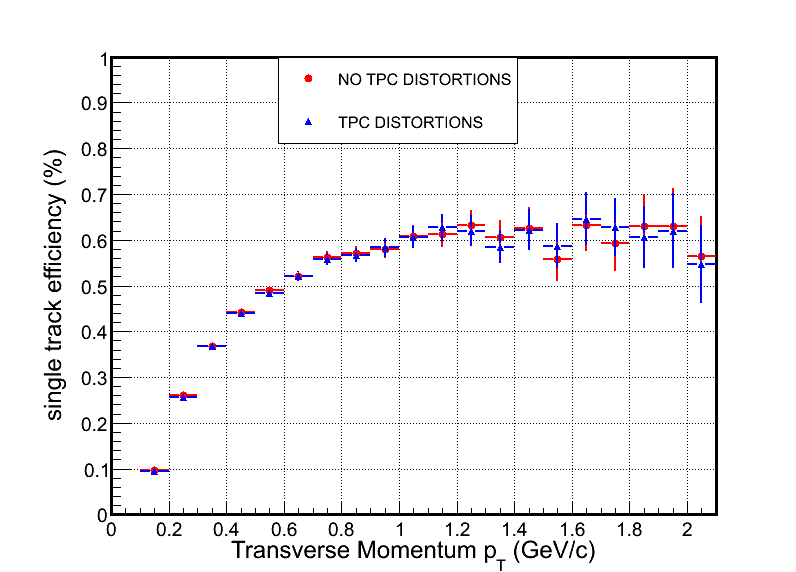 1
0.9
0.8
0.7
0.6
0.5
0.4
0.3
0.2
0.1
0
NO TPC DISTORTIONS
TPC DISTORTIONS
single track efficiency (%)
0 0.2 0.4 0.6 0.8 1 1.2 1.4 1.6 1.8 2
Transverse Momentum p_T (GeV/c)